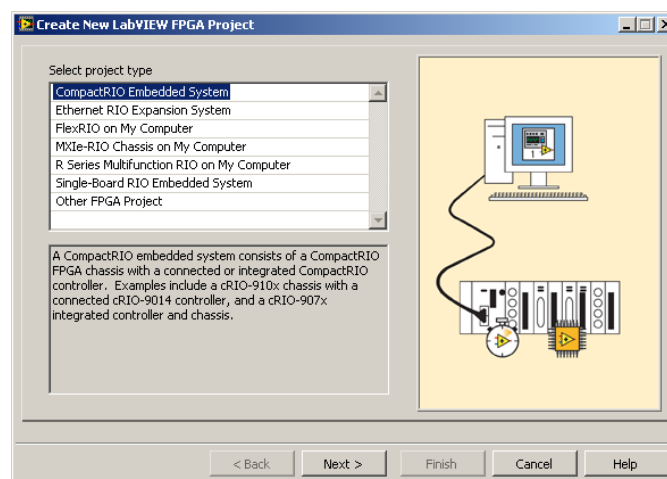 Create New LabVIEW FPGA Project
Select project type
CompactRIO Embedded System
Ethernet RIO Expansion System
FlexRIO on My Computer
MXIe-RIO Chassis on My Computer
R Series Multifunction RIO on My Computer
Single-Board RIO Embedded System
Other FPGA Project
A CompactRIO embedded system consists of a CompactRIO
FPGA chassis with a connected or integrated CompactRIO
controller.  Examples include a cRIO-910x chassis with a
connected cRIO-9014 controller, and a cRIO-907x
integrated controller and chassis.
< Back Next > Finish Cancel Help